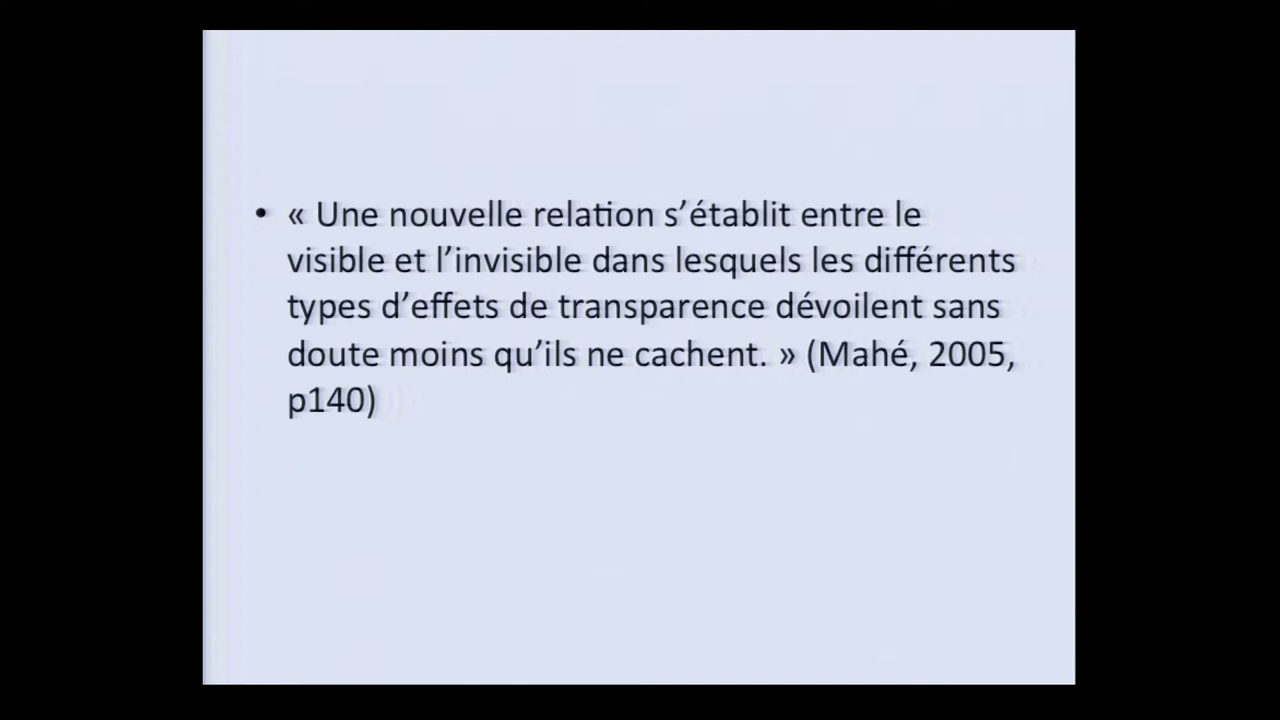 • « Une nouvelle relation s’établit entre le
visible et l’invisible dans lesquels les différents
types d’effets de transparence dévoilent sans
doute moins qu’ils ne cachent. » (Mahé, 2005,
p140)